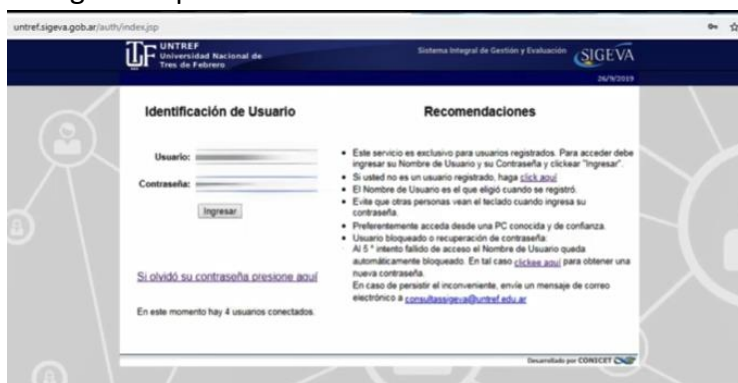 untref.sigeva.gob.ar/auth/index.jsp
UNTREF
Universidad Nacional de
Tres de Febrero
Sistema Integral de Gestión y Evaluación
SIGEVA
26/9/2019
Identificación de Usuario
Usuario:
Contraseña:
Ingresar
Si olvidó su contraseña presione aquí
En este momento hay 4 usuarios conectados.
Recomendaciones
• Este servicio es exclusivo para usuarios registrados. Para acceder debe
ingresar su Nombre de Usuario y su Contraseña y clickear "Ingresar".
• Si usted no es un usuario registrado, haga click aquí
• El Nombre de Usuario es el que eligió cuando se registró.
• Evite que otras personas vean el teclado cuando ingresa su
contraseña.
• Preferentemente acceda desde una PC conocida y de confianza.
• Usuario bloqueado o recuperación de contraseña:
Al 5 ° intento fallido de acceso el Nombre de Usuario queda
automáticamente bloqueado. En tal caso clickee aquí para obtener una
nueva contraseña.
En caso de persistir el inconveniente, envíe un mensaje de correo
electrónico a consultassigeva@untref.edu.ar
Desarrollado por CONICET